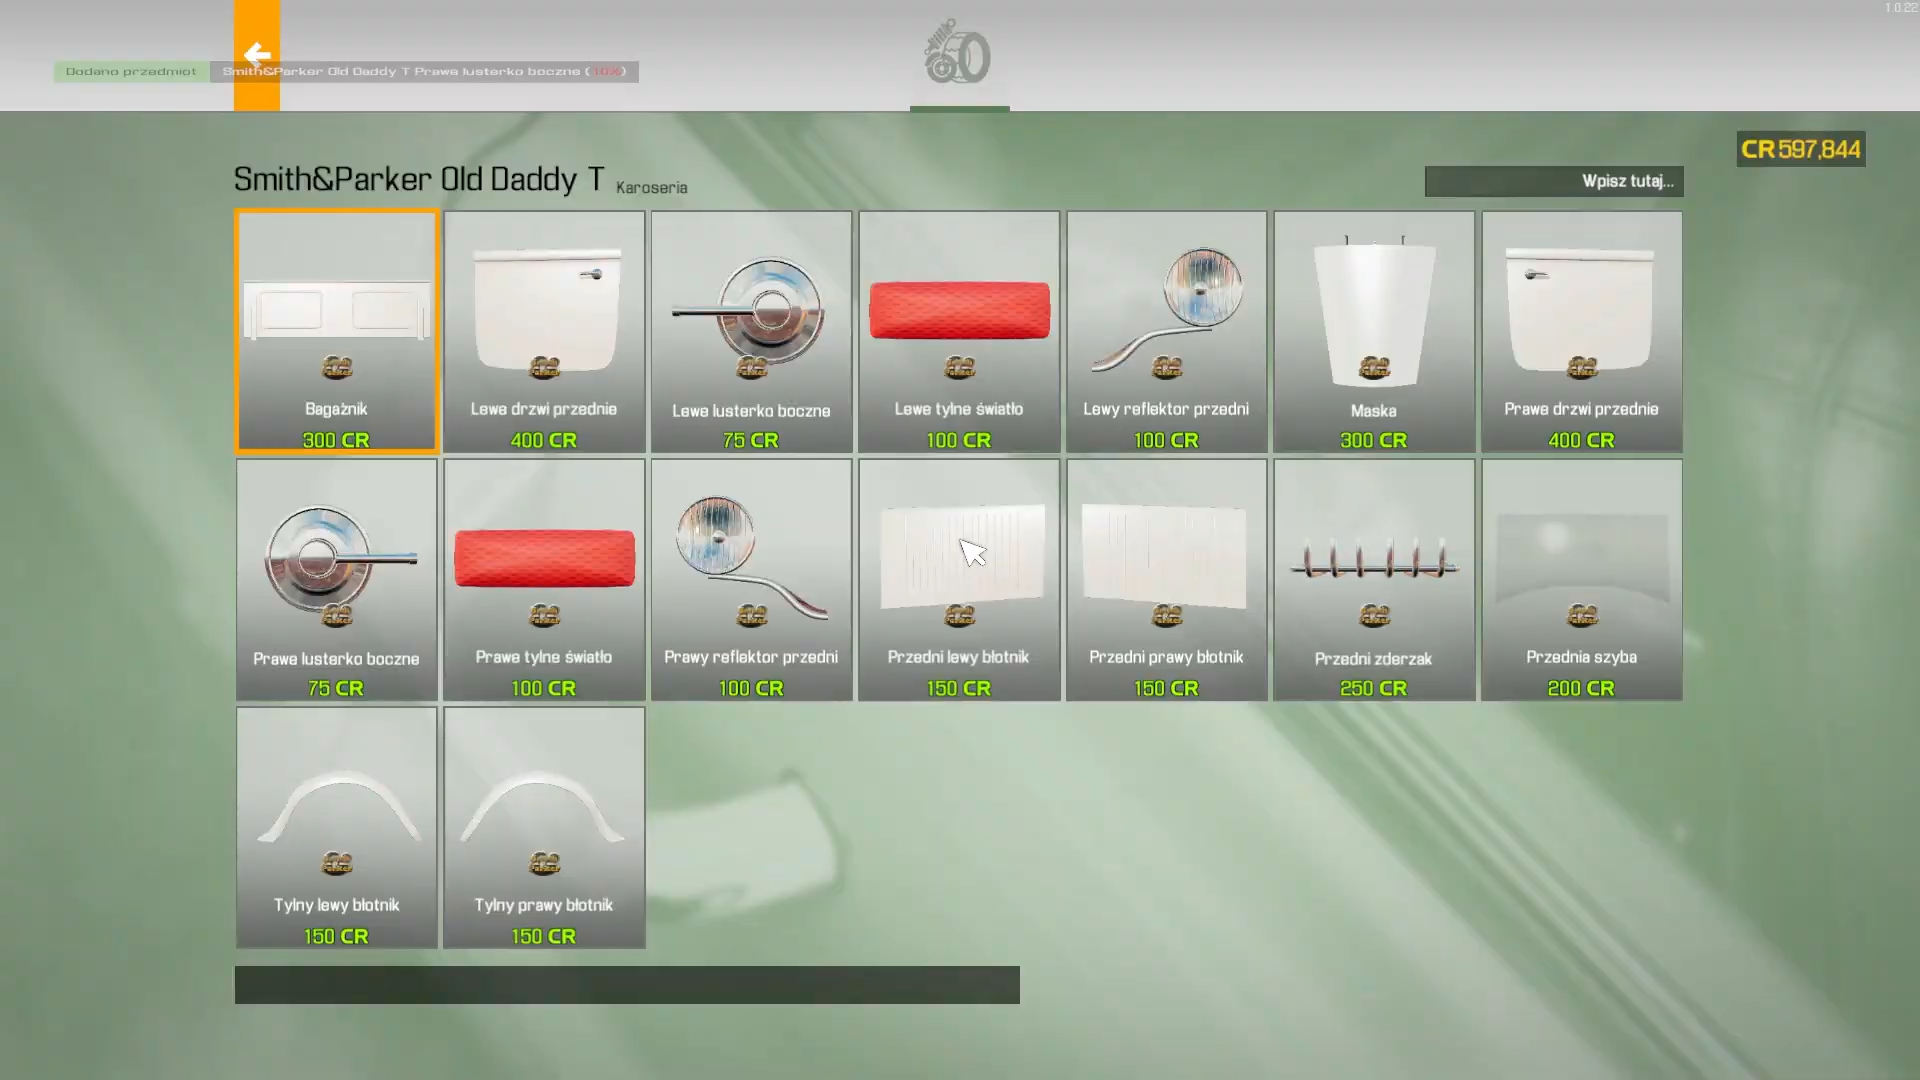 1.0.22
Dodano przedmiot Smith&Parker Old Daddy T Prawe lusterko boczne (10%)
CR 597,844
Smith&Parker Old Daddy T Karoseria
Wpisz tutaj...
Bagażnik
300 CR
Lewe drzwi przednie
400 CR
Lewe lusterko boczne
75 CR
Lewe tylne światło
100 CR
Lewy reflektor przedni
100 CR
Maska
300 CR
Prawe drzwi przednie
400 CR
Prawe lusterko boczne
75 CR
Prawe tylne światło
100 CR
Prawy reflektor przedni
100 CR
Przedni lewy błotnik
150 CR
Przedni prawy błotnik
150 CR
Przedni zderzak
250 CR
Przednia szyba
200 CR
Tylny lewy błotnik
150 CR
Tylny prawy błotnik
150 CR